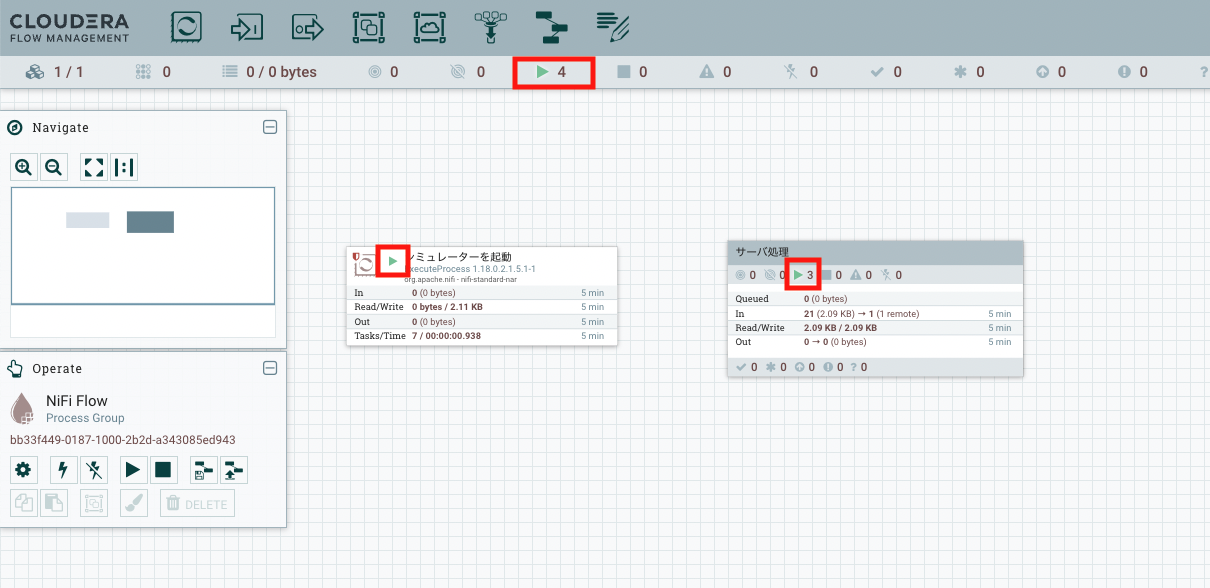 CLOUDERA
FLOW MANAGEMENT
1 / 1 0 0 / 0 bytes 0 0 4 0 0 0 0 0 0 0 ?
Navigate
Operate
NiFi Flow
Process Group
bb33f449-0187-1000-2b2d-a343085ed943
DELETE
ミュレーターを起動
ExecuteProcess 1.18.0.2.1.5.1-1
org.apache.nifi - nifi-standard-nar
In 0 (0 bytes) 5 min
Read/Write 0 bytes / 2.11 KB 5 min
Out 0 (0 bytes) 5 min
Tasks/Time 7 / 00:00:00.938 5 min
サーバ処理
0 0 3 0 0 0
Queued 0 (0 bytes)
In 21 (2.09 KB) → 1 (1 remote) 5 min
Read/Write 2.09 KB / 2.09 KB 5 min
Out 0 → 0 (0 bytes) 5 min
0 0 0 0 ? 0